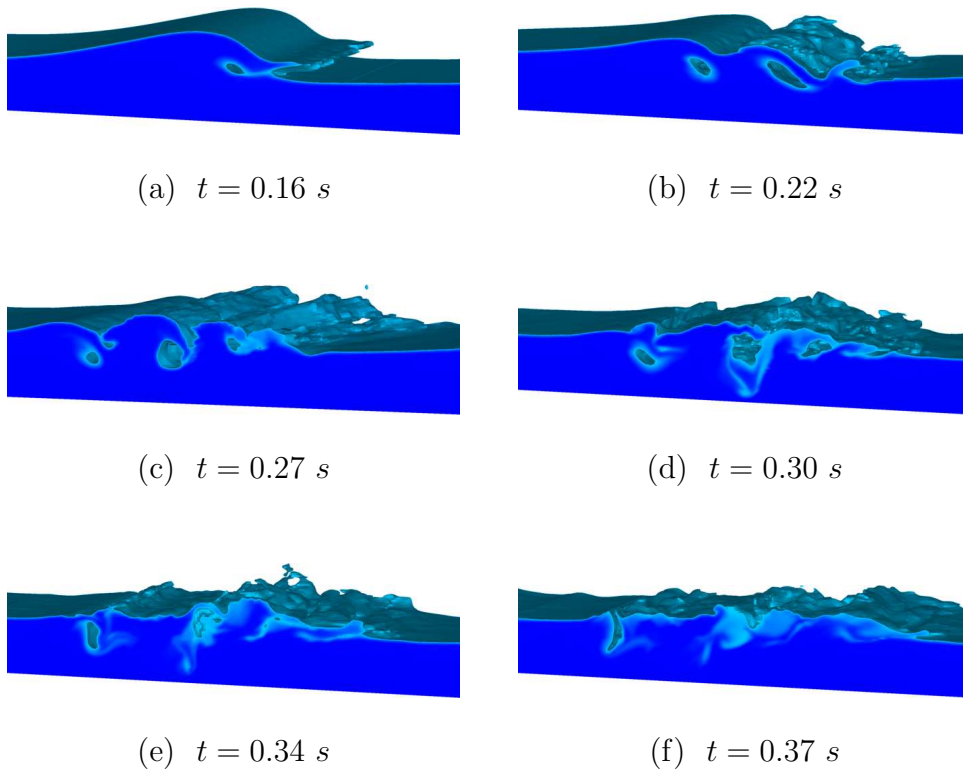 (a) t = 0.16 s
(b) t = 0.22 s
(c) t = 0.27 s
(d) t = 0.30 s
(e) t = 0.34 s
(f) t = 0.37 s